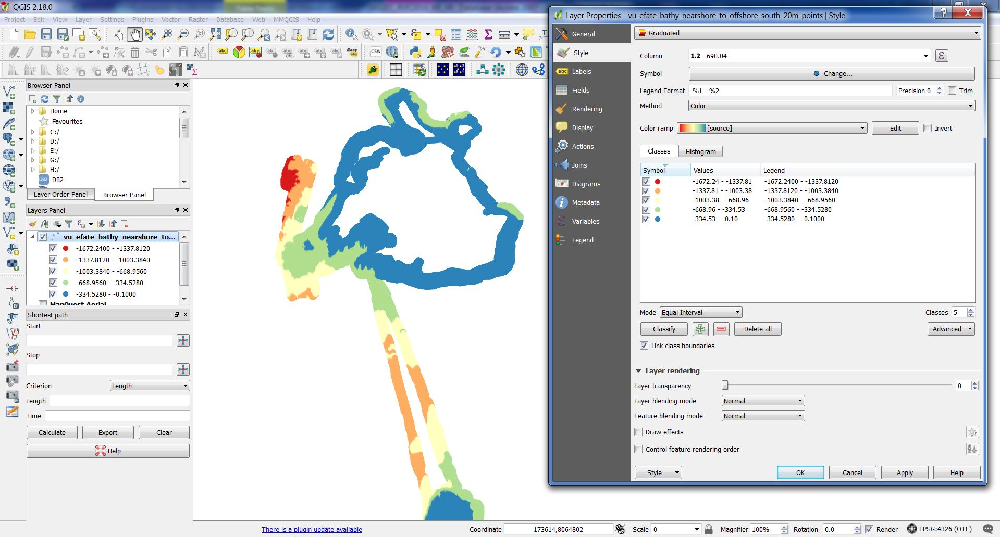 QGIS 2.18.0
Project Edit View Layer Settings Plugins Vector Raster Database Web MMQGIS Help
Browser Panel
Home
Favourites
C:/
D:/
E:/
G:/
H:/
DB2 DB2
Layer Order Panel Browser Panel
Layers Panel
vu_efate_bathy_nearshore_to...
-1672.2400 - -1337.8120
-1337.8120 - -1003.3840
-1003.3840 - -668.9560
-668.9560 - -334.5280
-334.5280 - -0.1000
MapQuest Aerial
Shortest path
Start
Stop
Criterion Length
Length
Time
Calculate Export Clear
Help
Layer Properties - vu_efate_bathy_nearshore_to_offshore_south_20m_points | Style
General
Style
Labels
Fields
Rendering
Display
Actions
Joins
Diagrams
Metadata
Variables
Legend
Graduated
Column 1.2 -690.04 ε
Symbol Change...
Legend Format %1 - %2 Precision 0 Trim
Method Color
Color ramp [source] Edit Invert
Classes Histogram
Symbol Values Legend
-1672.24 - -1337.81 -1672.2400 - -1337.8120
-1337.81 - -1003.38 -1337.8120 - -1003.3840
-1003.38 - -668.96 -1003.3840 - -668.9560
-668.96 - -334.53 -668.9560 - -334.5280
-334.53 - -0.10 -334.5280 - -0.1000
Mode Equal Interval Classes 5
Classify Delete all Advanced
Link class boundaries
Layer rendering
Layer transparency 0
Layer blending mode Normal
Feature blending mode Normal
Draw effects
Control feature rendering order
Style OK Cancel Apply Help
There is a plugin update available Coordinate 173614,8064802 Scale 0 Magnifier 100% Rotation 0.0 Render EPSG:4326 (OTF)